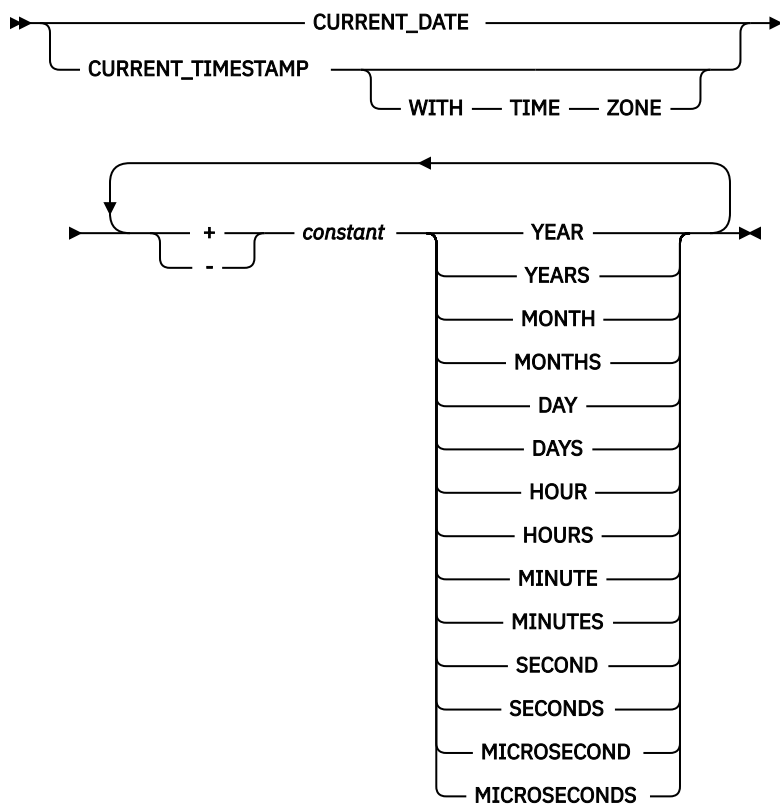 CURRENT_DATE
CURRENT_TIMESTAMP
WITH TIME ZONE
+ constant YEAR
- YEARS
MONTH
MONTHS
DAY
DAYS
HOUR
HOURS
MINUTE
MINUTES
SECOND
SECONDS
MICROSECOND
MICROSECONDS